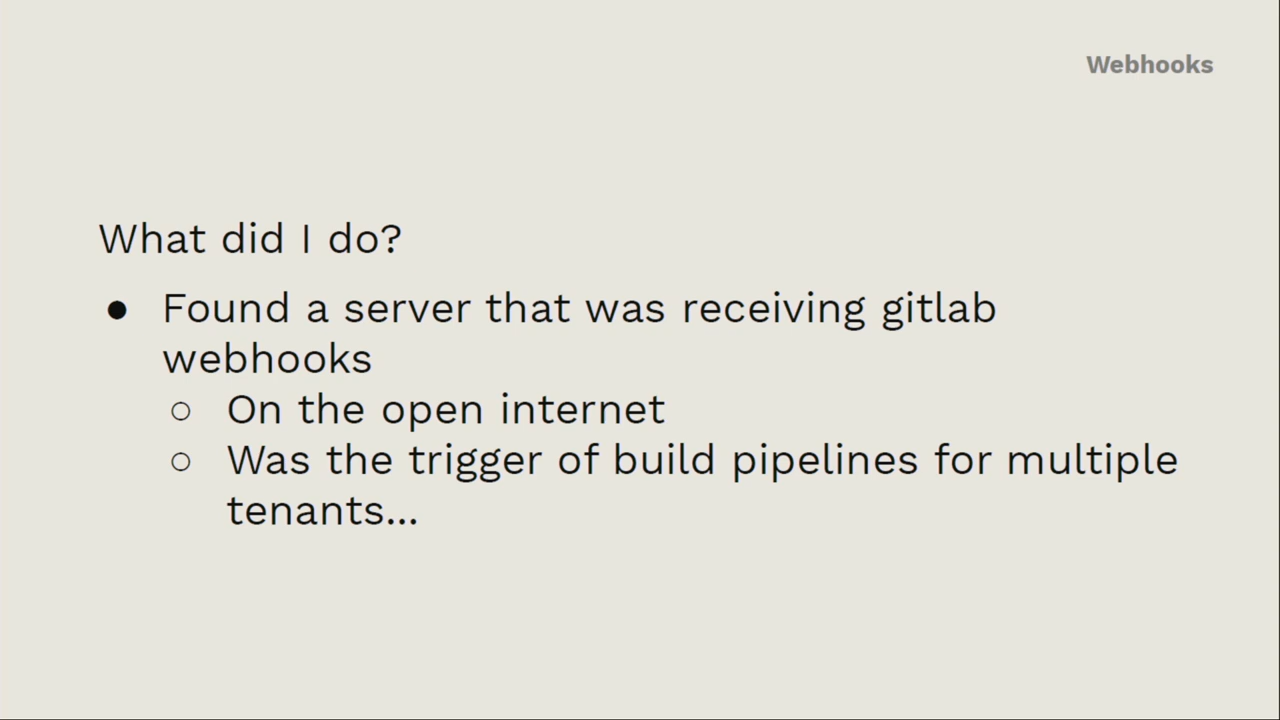 Webhooks
What did I do?
● Found a server that was receiving gitlab
webhooks
○ On the open internet
○ Was the trigger of build pipelines for multiple
tenants...